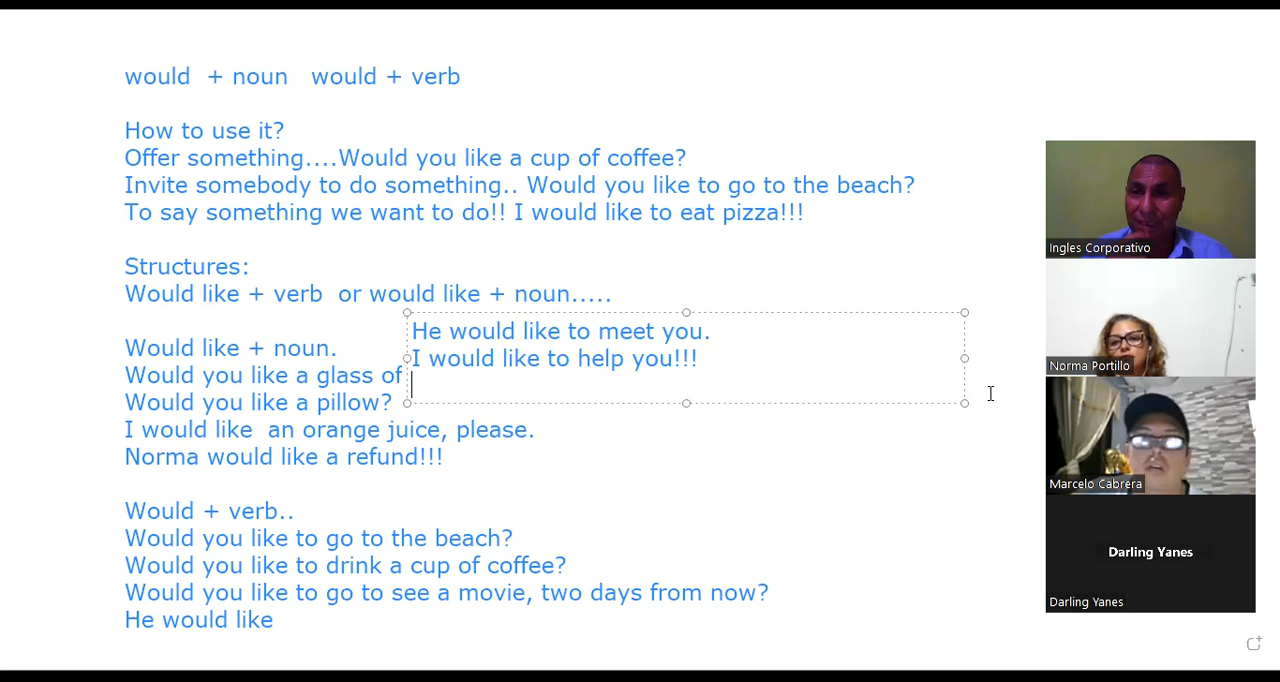 would + noun would + verb
How to use it?
Offer something....Would you like a cup of coffee?
Invite somebody to do something.. Would you like to go to the beach?
To say something we want to do!! I would like to eat pizza!!!
Structures:
Would like + verb or would like + noun.....
Would like + noun.
Would you like a glass of
Would you like a pillow?
I would like an orange juice, please.
Norma would like a refund!!!
Would + verb..
Would you like to go to the beach?
Would you like to drink a cup of coffee?
Would you like to go to see a movie, two days from now?
He would like
He would like to meet you.
I would like to help you!!!
Ingles Corporativo
Norma Portillo
Marcelo Cabrera
Darling Yanes
Darling Yanes